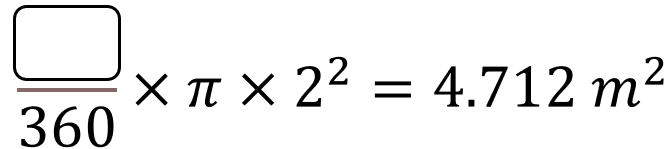 □/360 × π × 2² = 4.712 m²